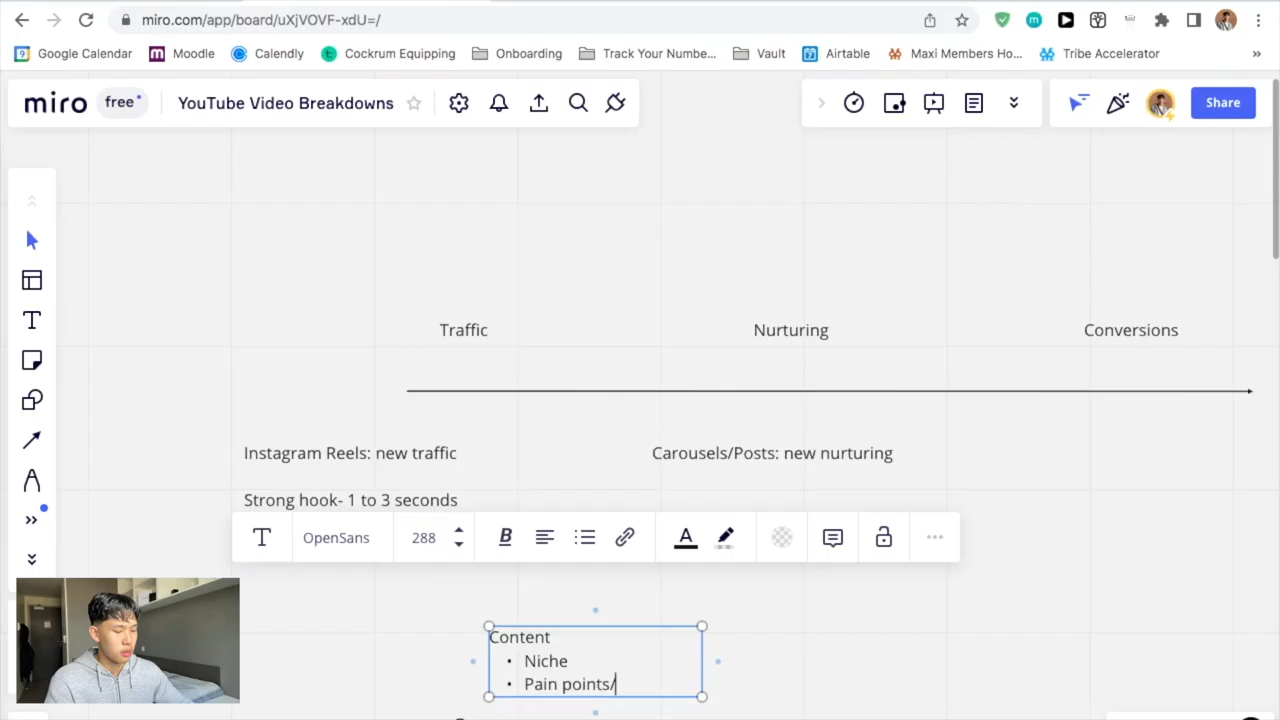 miro.com/app/board/uXjVOVF-xdU=/
Google Calendar
Moodle
Calendly
Cockrum Equipping
Onboarding
Track Your Numbe...
Vault
Airtable
Maxi Members Ho...
Tribe Accelerator
»
miro
free
YouTube Video Breakdowns
Share
Traffic
Nurturing
Conversions
Instagram Reels: new traffic
Carousels/Posts: new nurturing
Strong hook- 1 to 3 seconds
OpenSans
288
B
A
Content
• Niche
• Pain points/